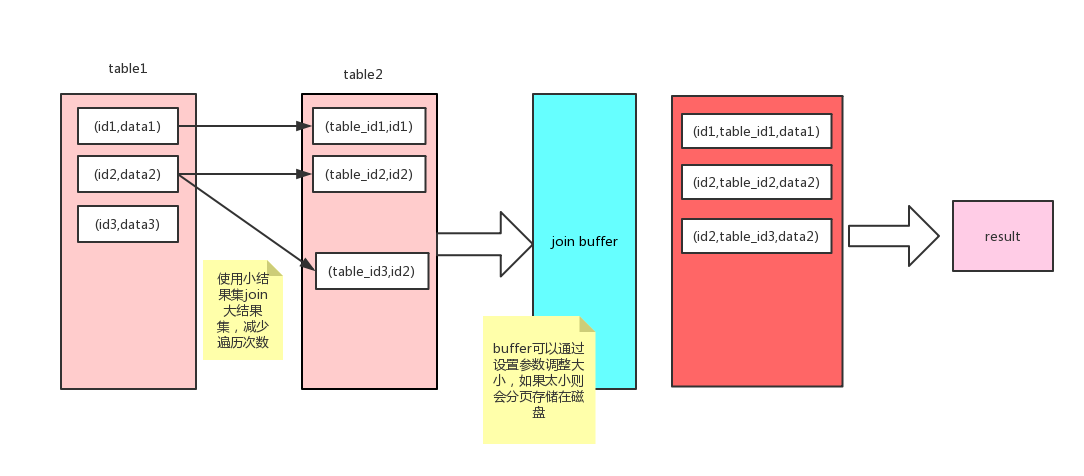 table1
table2
(id1,data1)
(id2,data2)
(id3,data3)
(table_id1,id1)
(table_id2,id2)
(table_id3,id2)
使用小结
果集join
大结果
集，减少
遍历次数
join buffer
buffer可以通过
设置参数调整大
小，如果太小则
会分页存储在磁
盘
(id1,table_id1,data1)
(id2,table_id2,data2)
(id2,table_id3,data2)
result